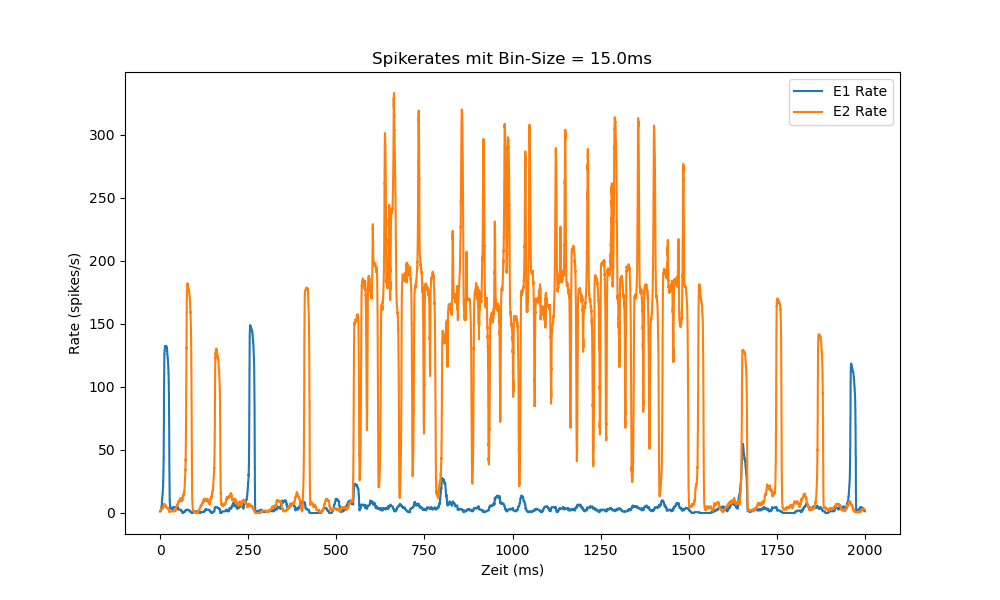 Spikerates mit Bin-Size = 15.0ms
E1 Rate
E2 Rate
Rate (spikes/s)
300
250
200
150
100
50
0
0 250 500 750 1000 1250 1500 1750 2000
Zeit (ms)